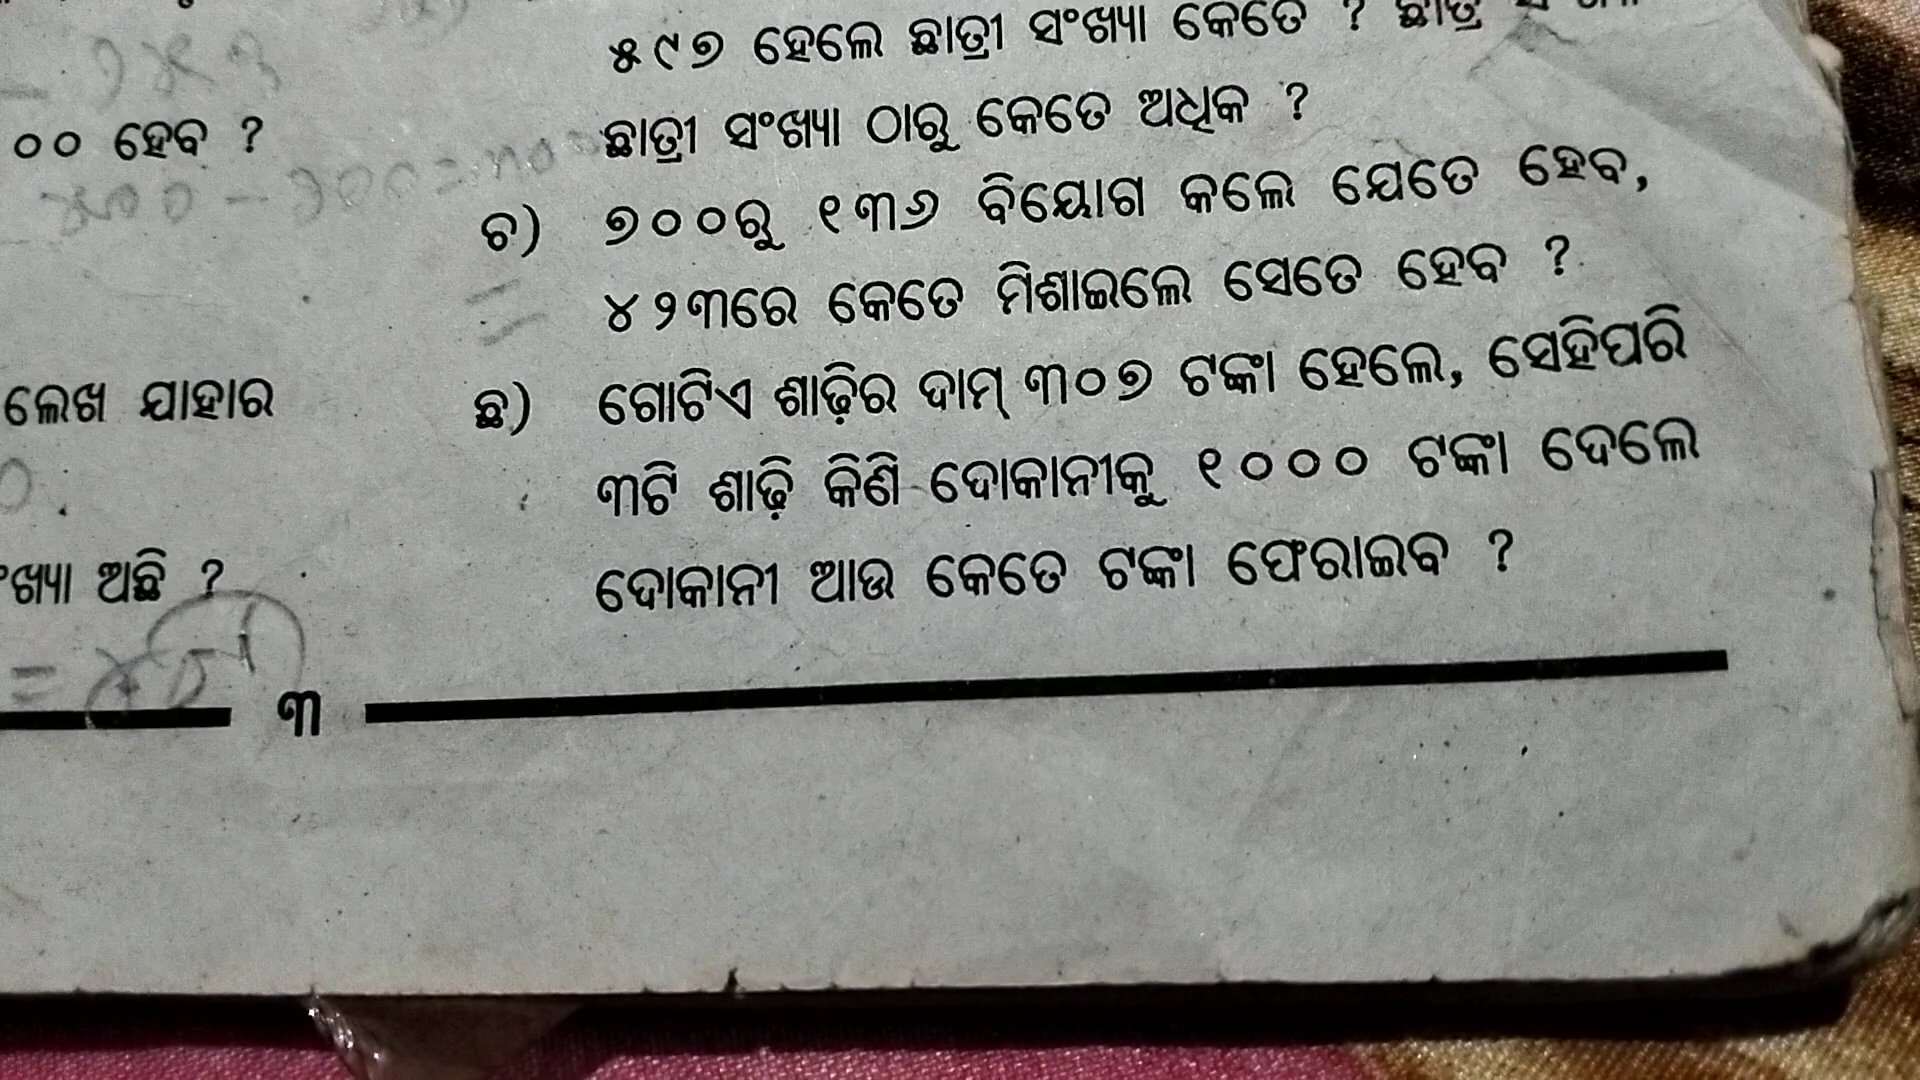 ୦୦ ହେବ ?
ଲେଖ ଯାହାର
ଅଛି ?
୫୯୭ ହେଲେ ଛାତ୍ରୀ ସଂଖ୍ୟା କେତେ ? ଛାତ୍ର
ଛାତ୍ରୀ ସଂଖ୍ୟା ଠାରୁ କେତେ ଅଧିକ ?
ଚ) ୭୦୦ରୁ ୧୩୬ ବିୟୋଗ କଲେ ଯେତେ ହେବ,
୪୨୩ରେ କେତେ ମିଶାଇଲେ ସେତେ ହେବ ?
ଛ) ଗୋଟିଏ ଶାଢ଼ିର ଦାମ୍ ୩୦୭ ଟଙ୍କା ହେଲେ, ସେହିପରି
୩ଟି ଶାଢ଼ି କିଣି ଦୋକାନୀକୁ ୧୦୦୦ ଟଙ୍କା ଦେଲେ
ଦୋକାନୀ ଆଉ କେତେ ଟଙ୍କା ଫେରାଇବ ?
୩